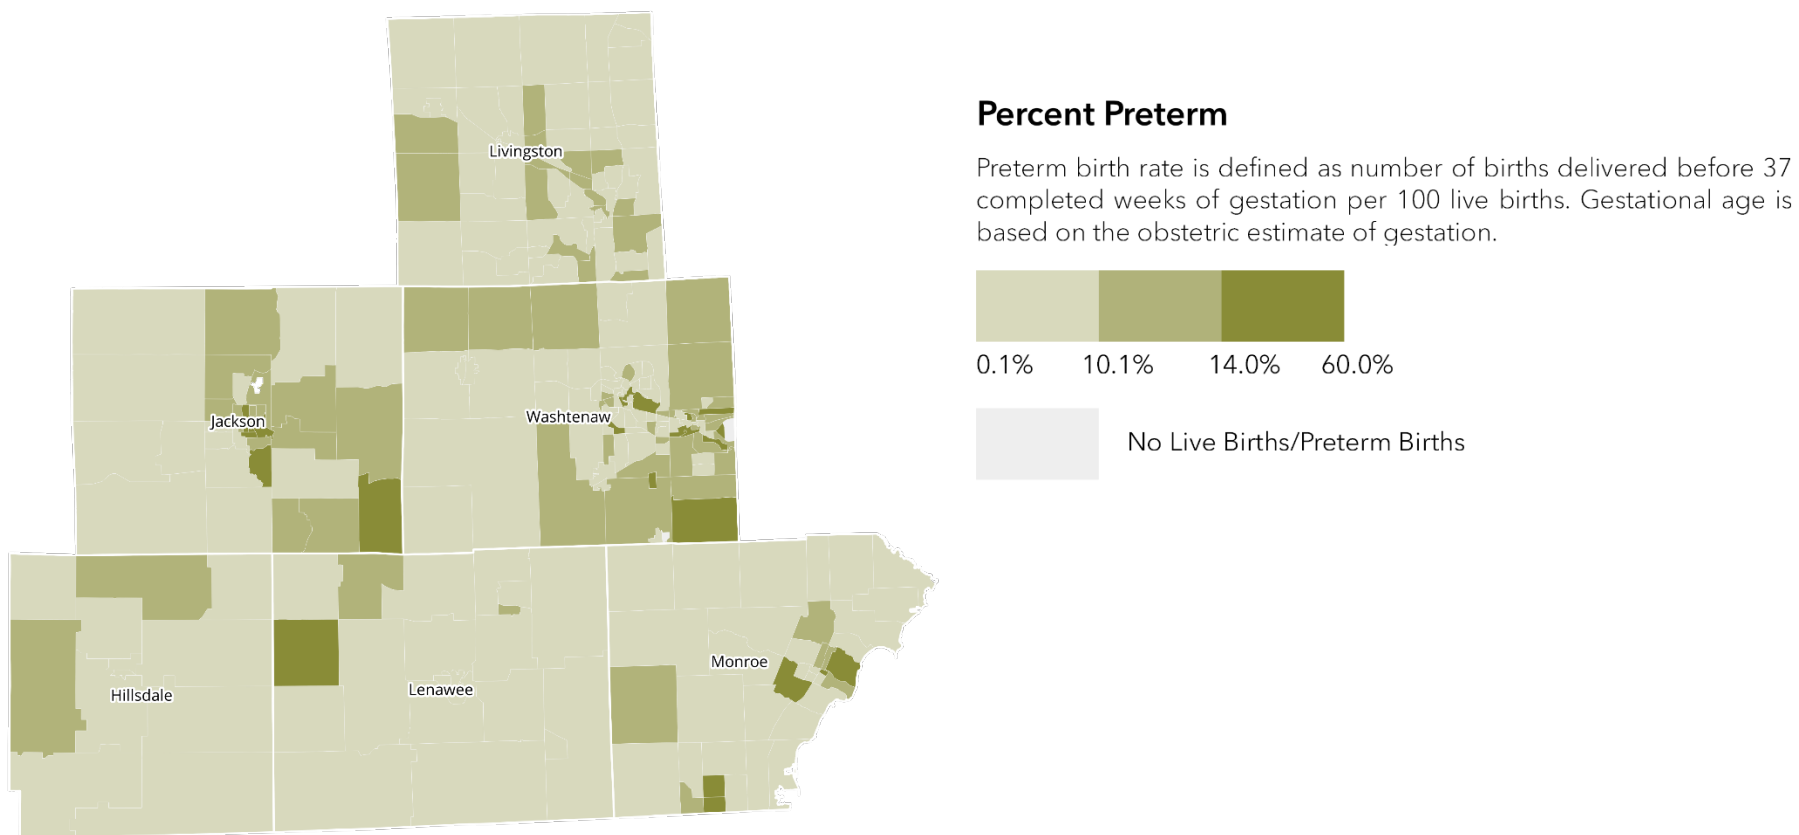 Percent Preterm
Preterm birth rate is defined as number of births delivered before 37
completed weeks of gestation per 100 live births. Gestational age is
based on the obstetric estimate of gestation.
0.1% 10.1% 14.0% 60.0%
No Live Births/Preterm Births
Livingston
Jackson
Washtenaw
Hillsdale
Lenawee
Monroe